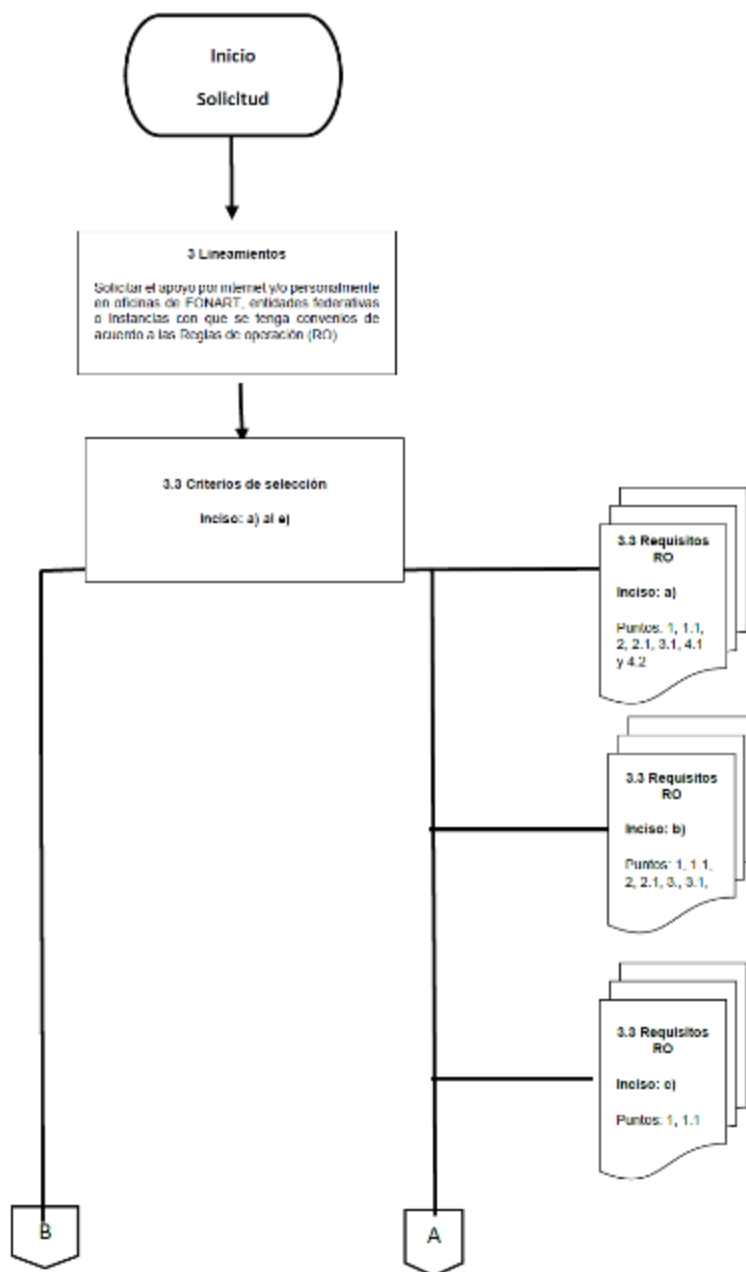 Inicio
Solicitud
3 Lineamientos
Solicitar el apoyo por internet y/o personalmente
en oficinas de FONART, entidades federativas
o instancias con que se tenga convenios de
acuerdo a las Reglas de operación (RO)
3.3 Criterios de selección
Inciso: a) al e)
3.3 Requisitos
RO
Inciso: a)
Puntos: 1, 1.1,
2, 2.1, 3.1, 4.1
y 4.2
3.3 Requisitos
RO
Inciso: b)
Puntos: 1, 1.1,
2, 2.1, 3., 3.1,
3.3 Requisitos
RO
Inciso: c)
Puntos: 1, 1.1
B
A